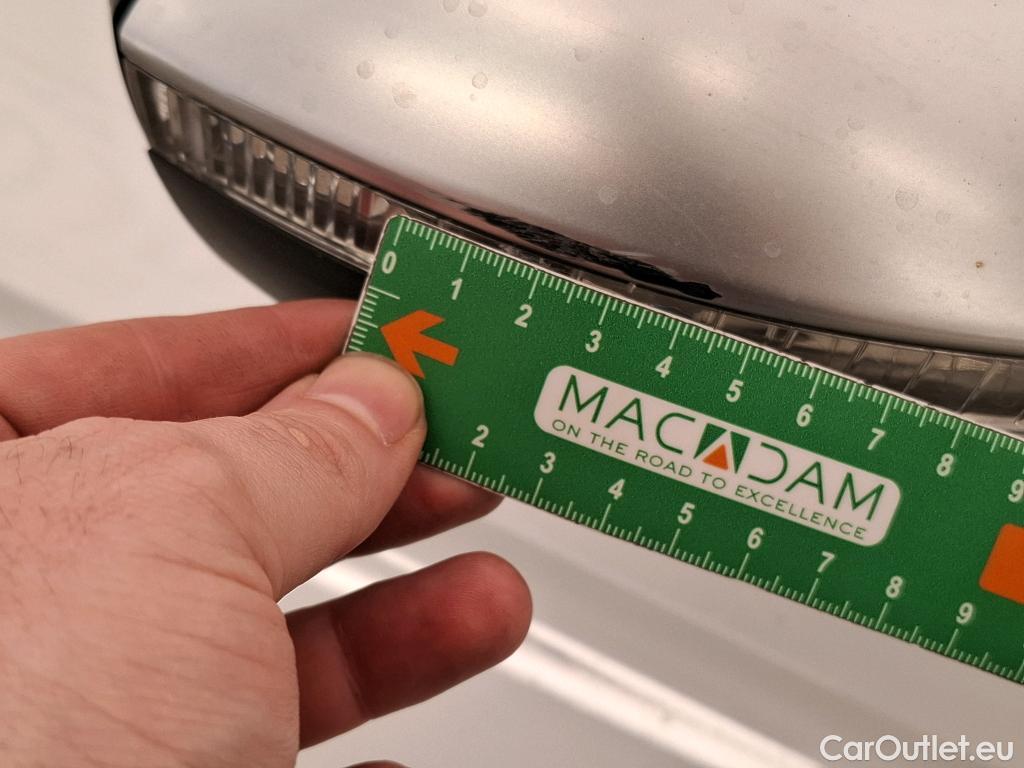 0 1 2 3 4 5 6 7 8 9
MACADAM
ON THE ROAD TO EXCELLENCE
2 3 4 5 6 7 8 9
CarOutlet.eu